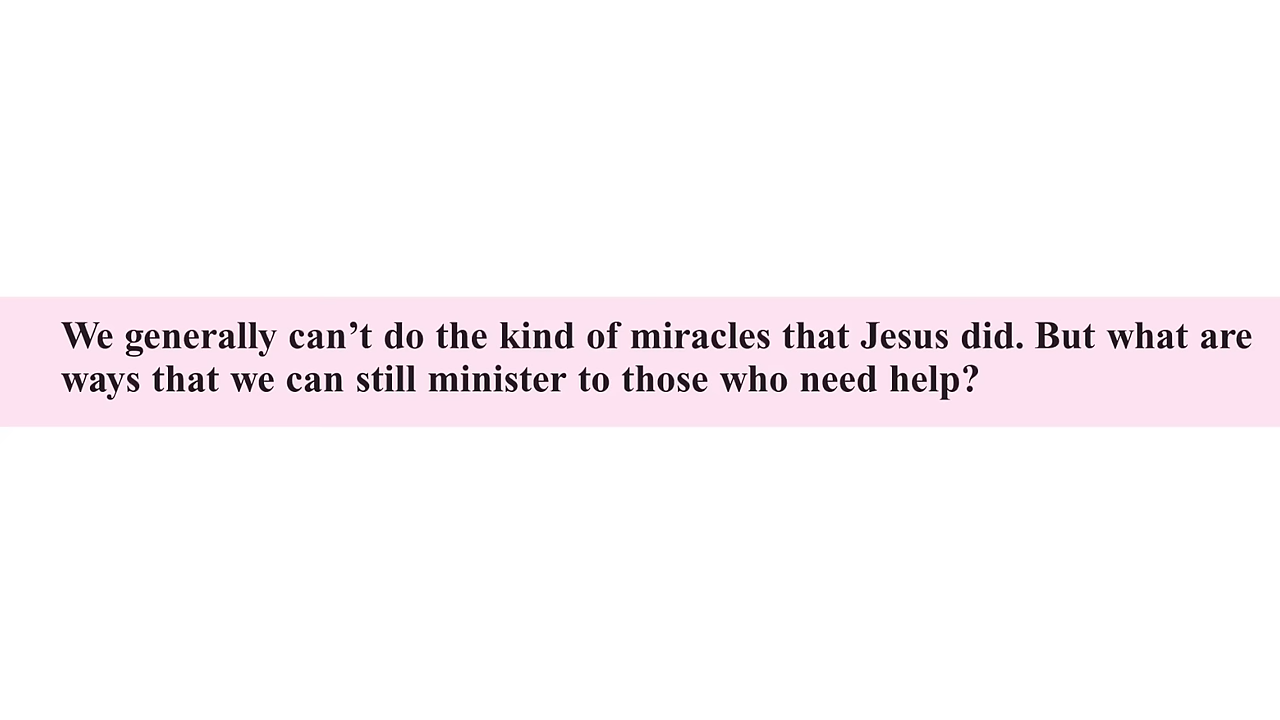 We generally can’t do the kind of miracles that Jesus did. But what are
ways that we can still minister to those who need help?